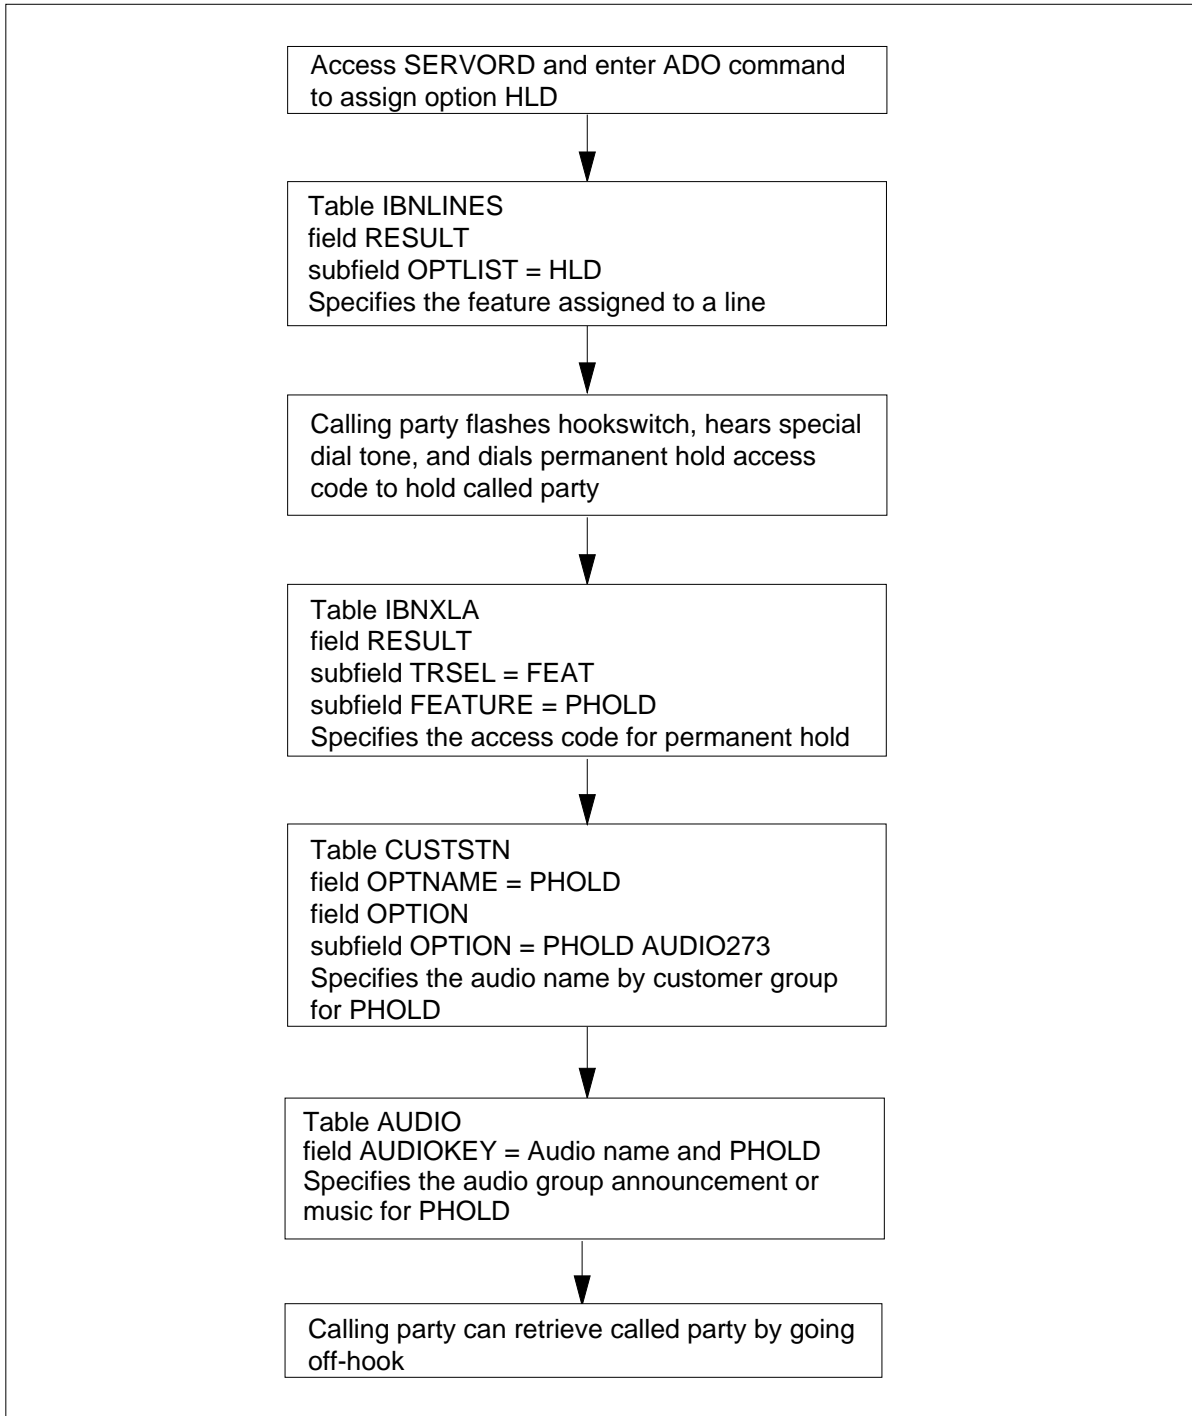 Access SERVORD and enter ADO command
to assign option HLD
Table IBNLINES
field RESULT
subfield OPTLIST = HLD
Specifies the feature assigned to a line
Calling party flashes hookswitch, hears special
dial tone, and dials permanent hold access
code to hold called party
Table IBNXLA
field RESULT
subfield TRSEL = FEAT
subfield FEATURE = PHOLD
Specifies the access code for permanent hold
Table CUSTSTN
field OPTNAME = PHOLD
field OPTION
subfield OPTION = PHOLD AUDIO273
Specifies the audio name by customer group
for PHOLD
Table AUDIO
field AUDIOKEY = Audio name and PHOLD
Specifies the audio group announcement or
music for PHOLD
Calling party can retrieve called party by going
off-hook